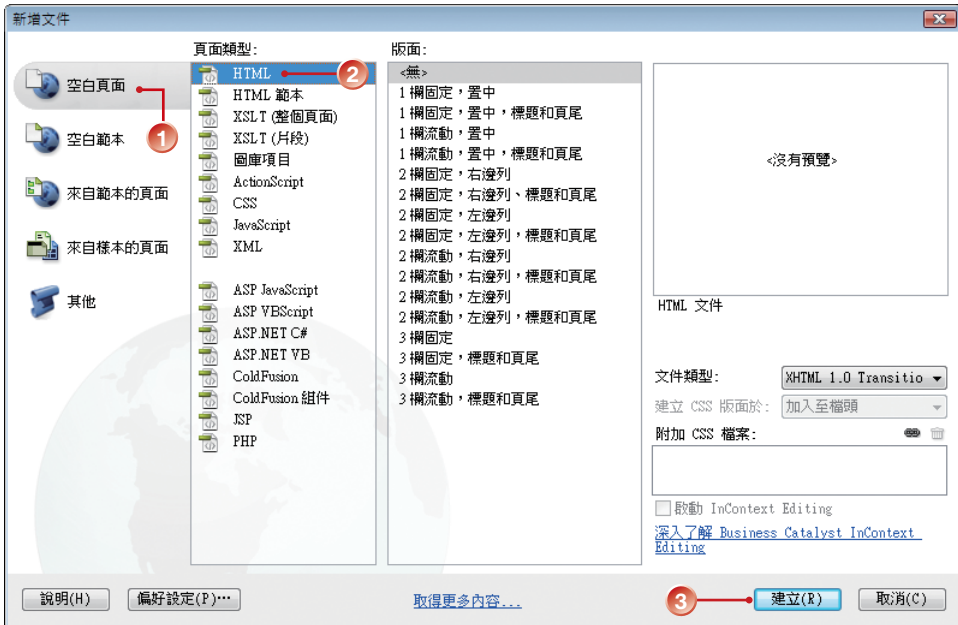 新增文件
空白頁面
空白範本
來自範本的頁面
來自樣本的頁面
其他
1
頁面類型:
HTML
2
HTML 範本
XSLT (整個頁面)
XSLT (片段)
圖庫項目
ActionScript
CSS
JavaScript
XML
ASP JavaScript
ASP VBScript
ASP.NET C#
ASP.NET VB
ColdFusion
ColdFusion 組件
JSP
PHP
版面:
<無>
1 欄固定，置中
1 欄固定，置中，標題和頁尾
1 欄流動，置中
1 欄流動，置中，標題和頁尾
2 欄固定，右邊列
2 欄固定，右邊列、標題和頁尾
2 欄固定，左邊列
2 欄固定，左邊列，標題和頁尾
2 欄流動，右邊列
2 欄流動，右邊列，標題和頁尾
2 欄流動，左邊列
2 欄流動，左邊列，標題和頁尾
3 欄固定
3 欄固定，標題和頁尾
3 欄流動
3 欄流動，標題和頁尾
<沒有預覽>
HTML 文件
文件類型:
XHTML 1.0 Transitio
建立 CSS 版面於:
加入至檔頭
附加 CSS 檔案:
啟動 InContext Editing
深入了解 Business Catalyst InContext
Editing
說明(H)
偏好設定(P)…
取得更多內容...
3
建立(R)
取消(C)